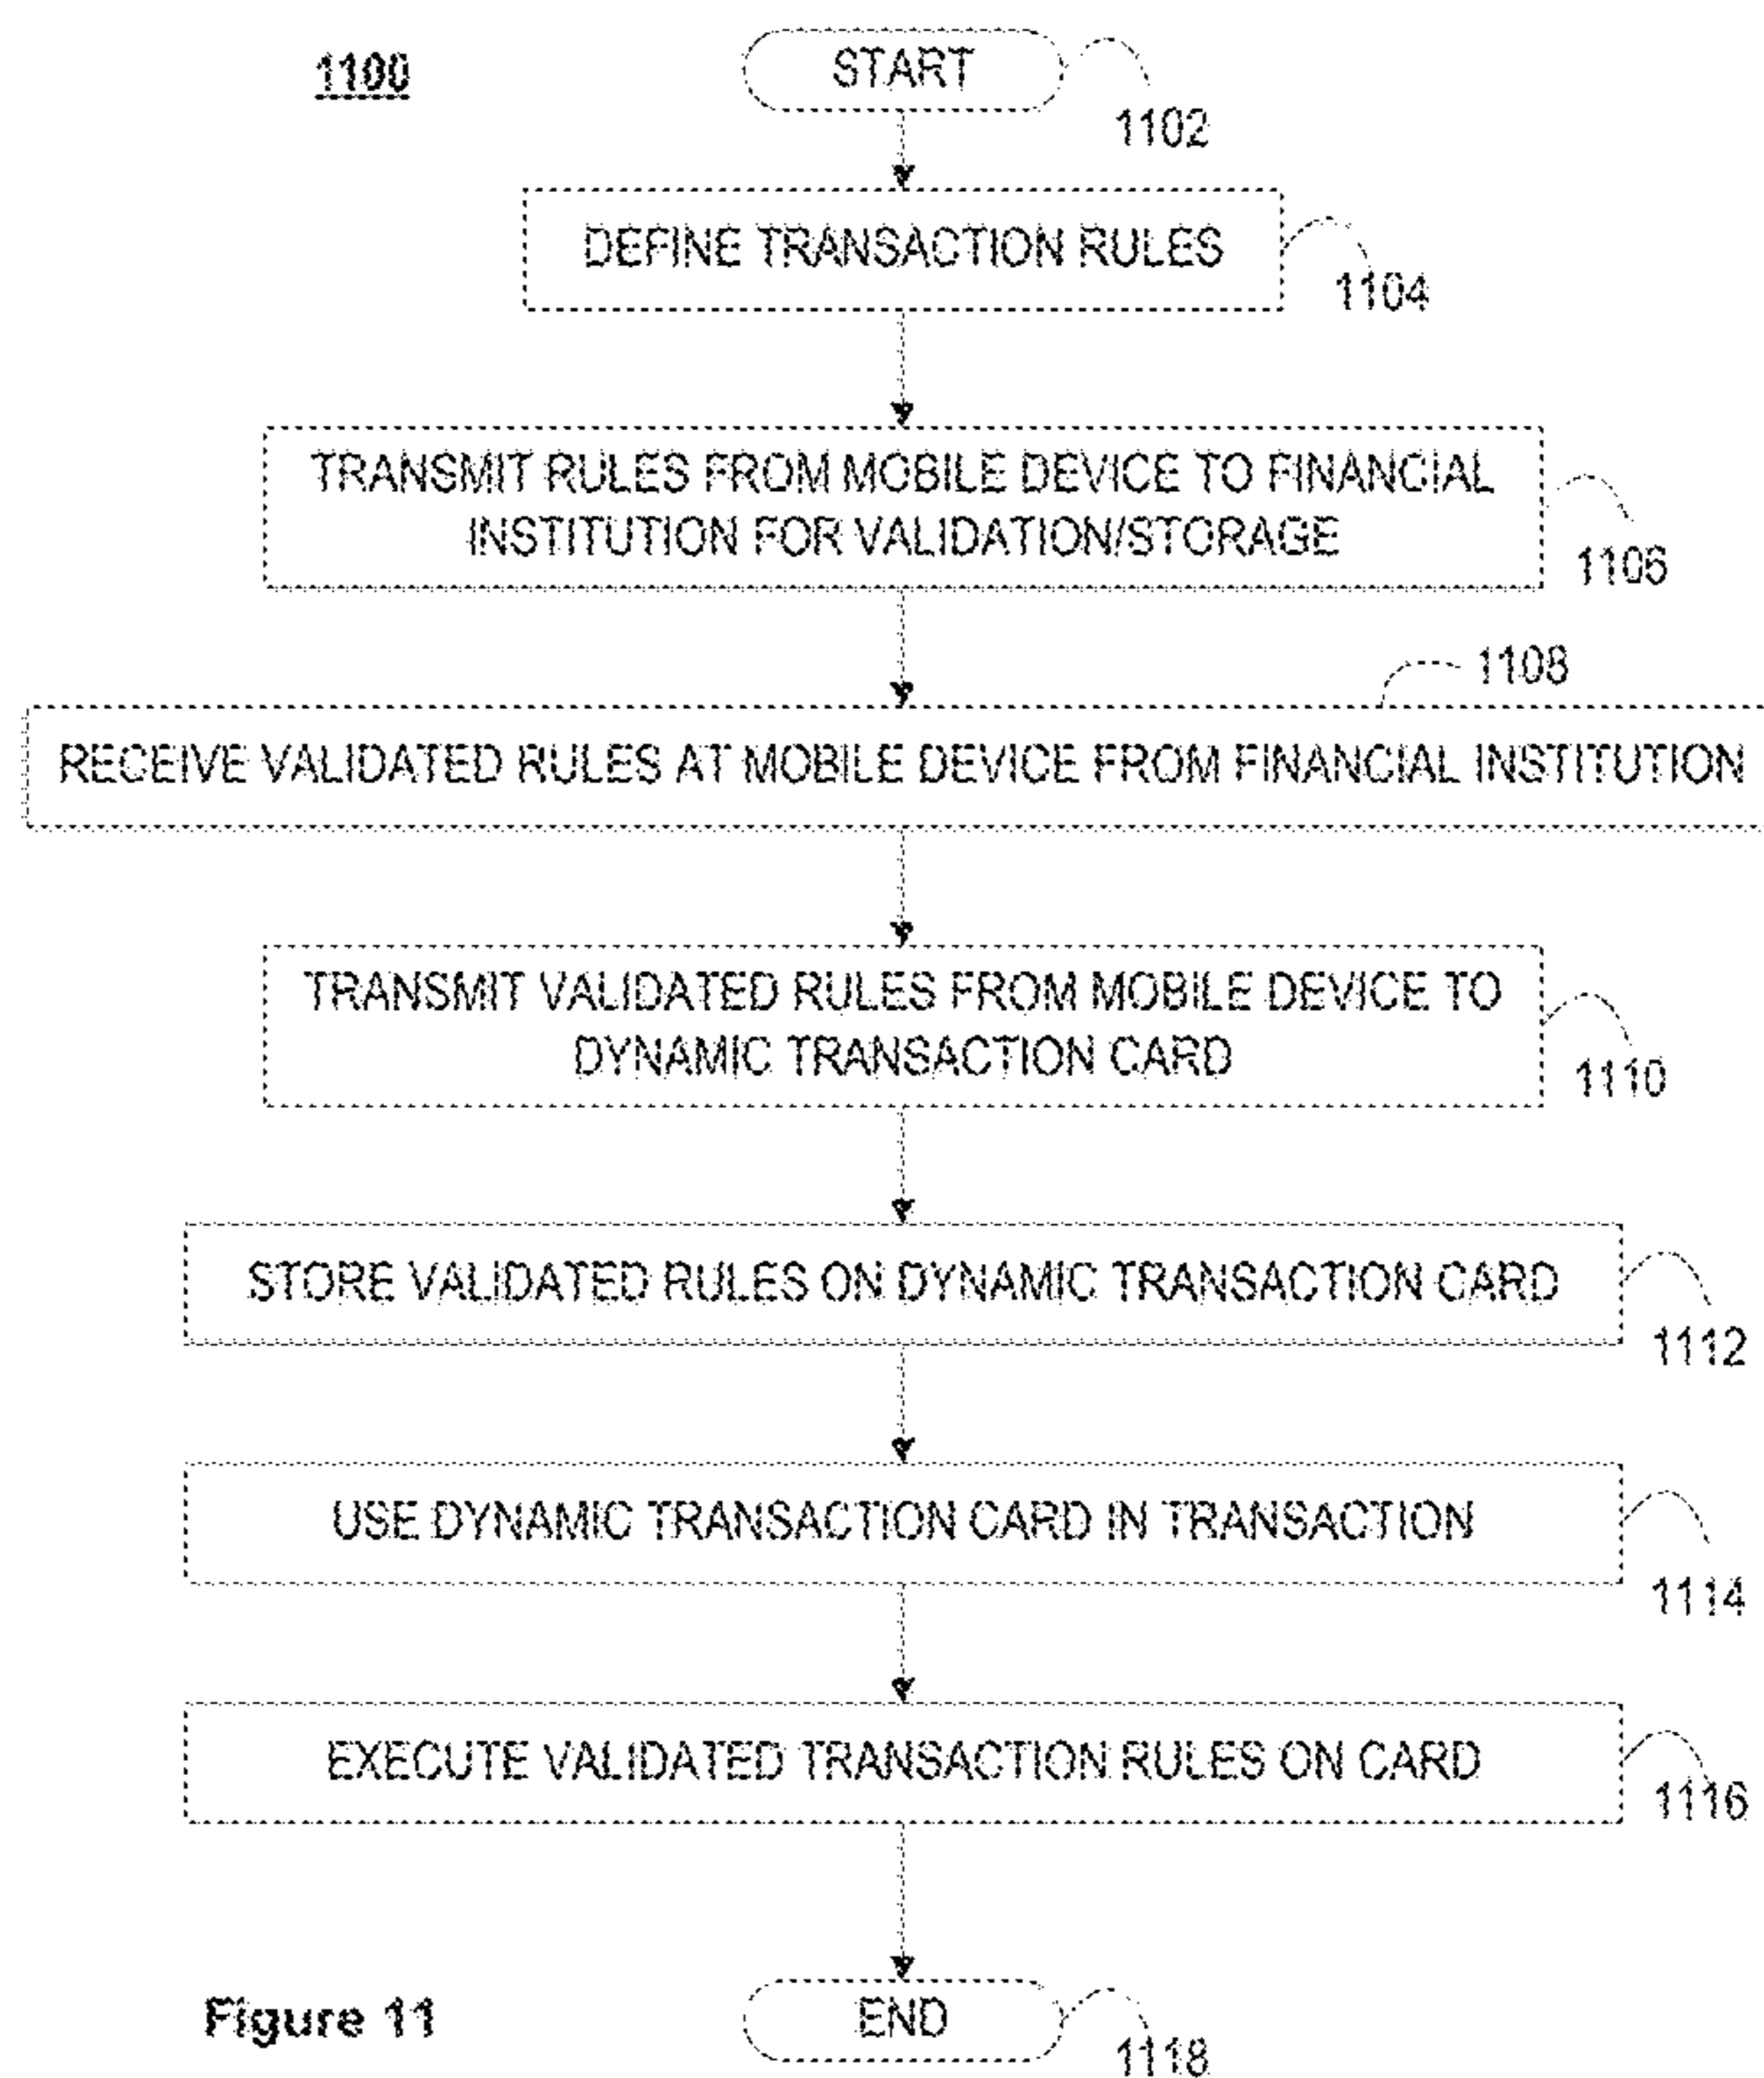 1100
START
1102
DEFINE TRANSACTION RULES
1104
TRANSMIT RULES FROM MOBILE DEVICE TO FINANCIAL
INSTITUTION FOR VALIDATION/STORAGE
1106
1108
RECEIVE VALIDATED RULES AT MOBILE DEVICE FROM FINANCIAL INSTITUTION
TRANSMIT VALIDATED RULES FROM MOBILE DEVICE TO
DYNAMIC TRANSACTION CARD
1110
STORE VALIDATED RULES ON DYNAMIC TRANSACTION CARD
1112
USE DYNAMIC TRANSACTION CARD IN TRANSACTION
1114
EXECUTE VALIDATED TRANSACTION RULES ON CARD
1116
Figure 11
END
1118